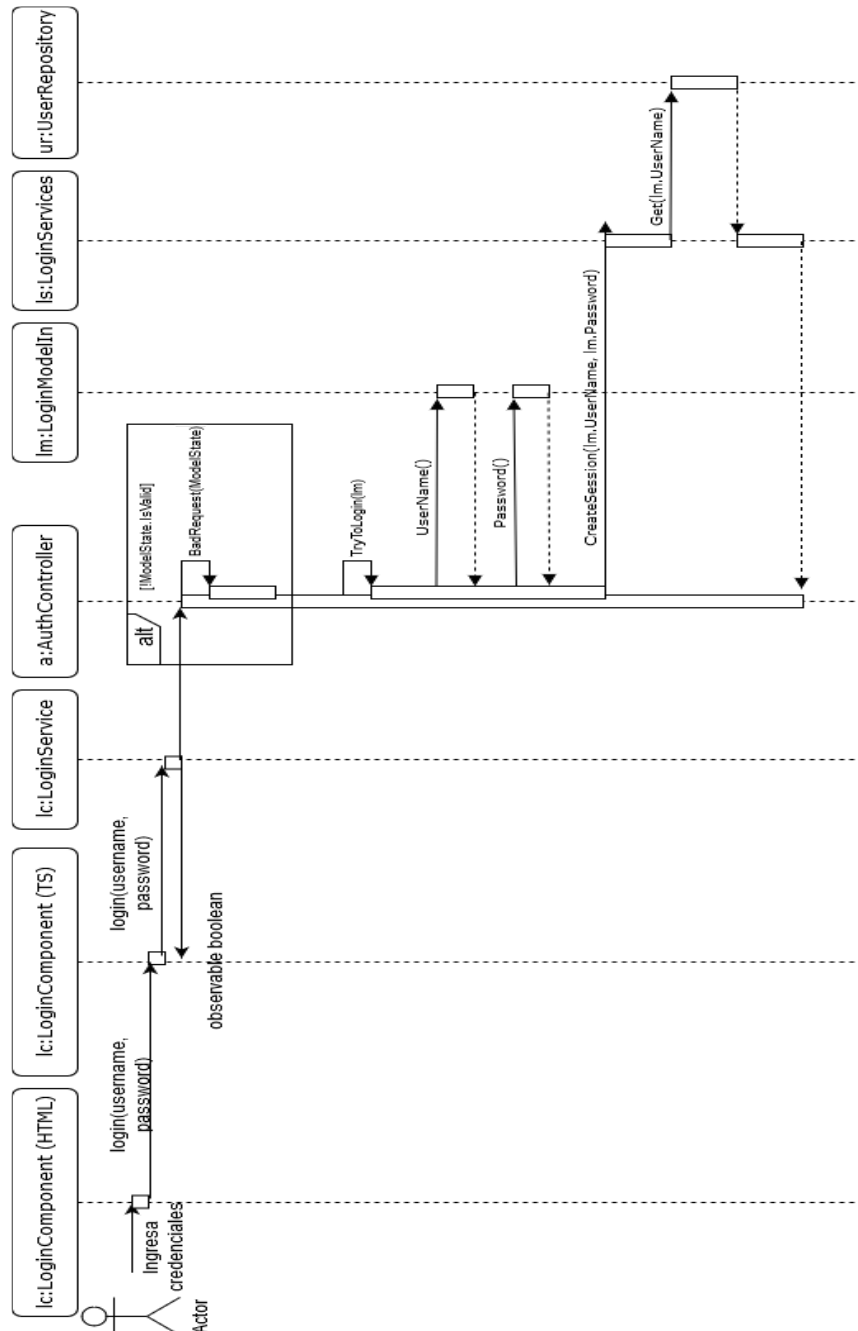 Actor
Ingresa
credenciales
lc:LoginComponent (HTML)
lc:LoginComponent (TS)
lc:LoginService
a:AuthController
lm:LoginModelIn
ls:LoginServices
ur:UserRepository
login(username,
password)
login(username,
password)
observable boolean
alt
[!ModelState.IsValid]
BadRequest(ModelState)
TryToLogin(lm)
UserName()
Password()
CreateSession(lm.UserName, lm.Password)
Get(lm.UserName)